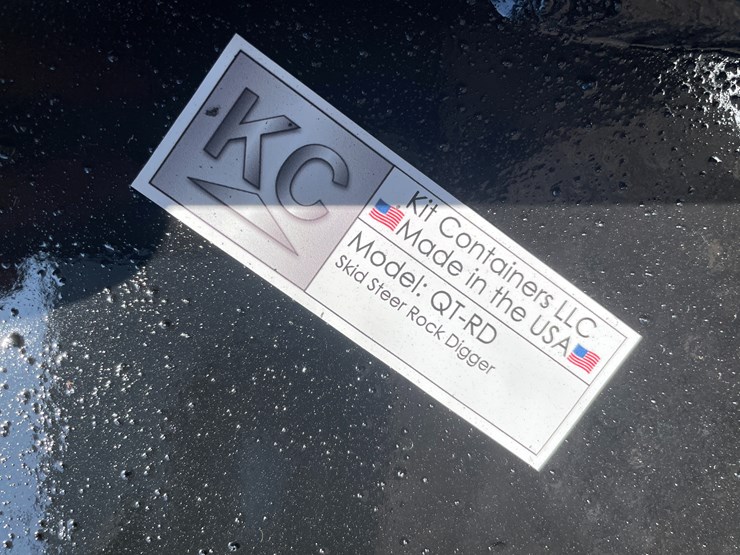 KC
Kit Containers LLC
Made in the USA
Model: QT-RD
Skid Steer Rock Digger